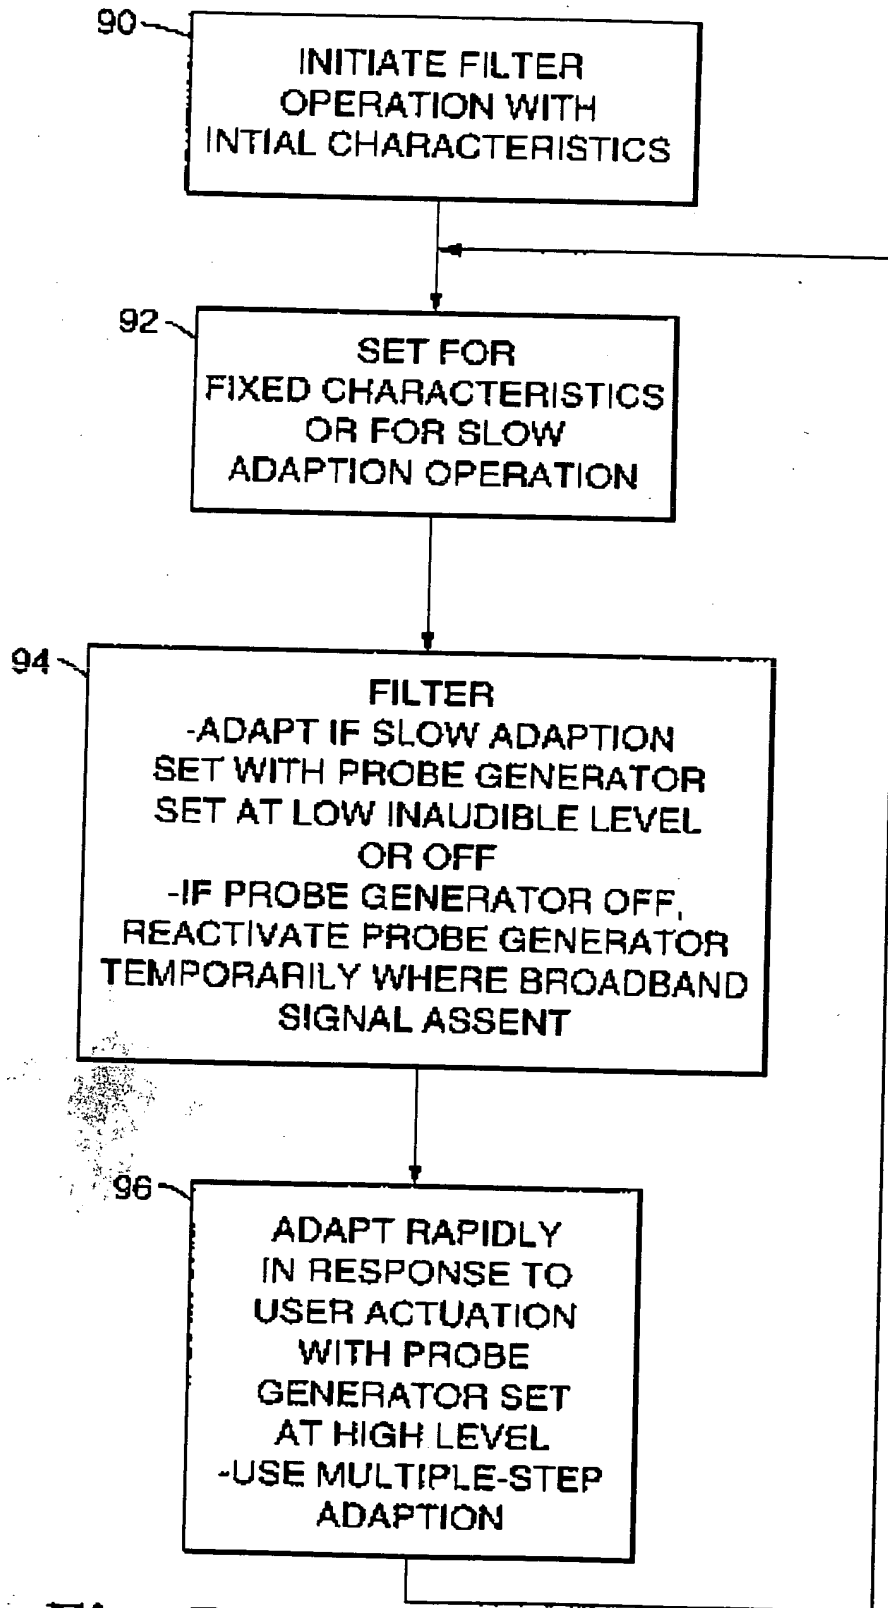 90
INITIATE FILTER
OPERATION WITH
INTIAL CHARACTERISTICS
92
SET FOR
FIXED CHARACTERISTICS
OR FOR SLOW
ADAPTION OPERATION
94
FILTER
-ADAPT IF SLOW ADAPTION
SET WITH PROBE GENERATOR
SET AT LOW INAUDIBLE LEVEL
OR OFF
-IF PROBE GENERATOR OFF,
REACTIVATE PROBE GENERATOR
TEMPORARILY WHERE BROADBAND
SIGNAL ASSENT
96
ADAPT RAPIDLY
IN RESPONSE TO
USER ACTUATION
WITH PROBE
GENERATOR SET
AT HIGH LEVEL
-USE MULTIPLE-STEP
ADAPTION